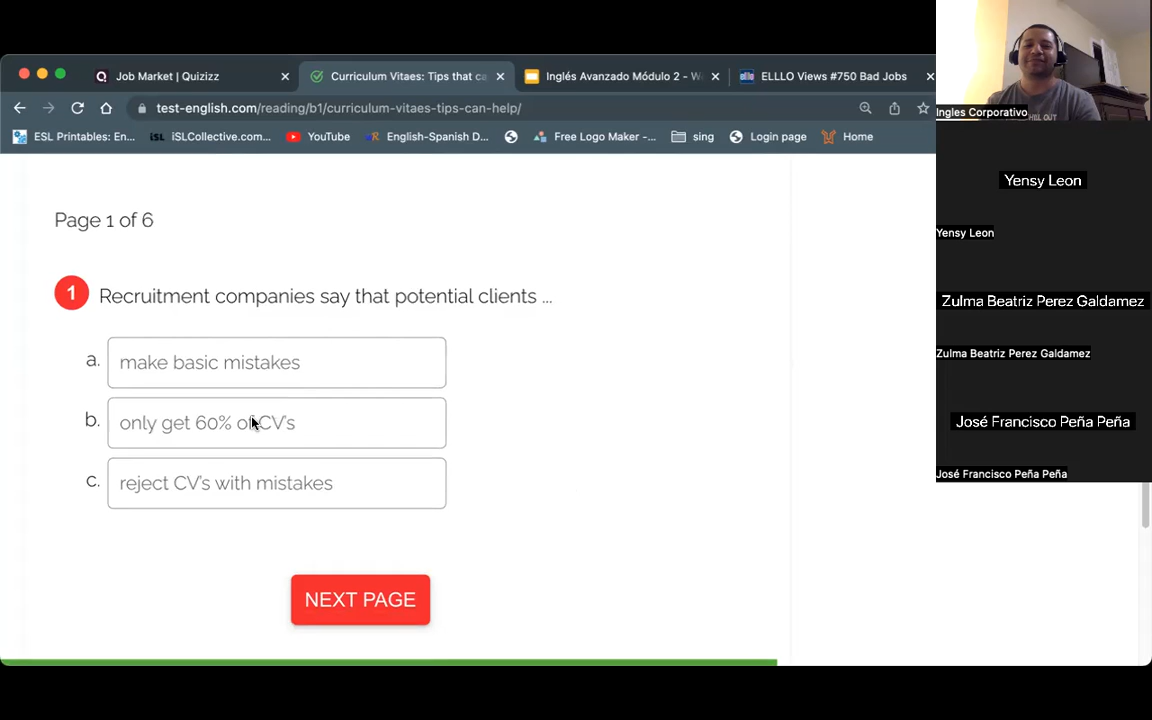 Job Market | Quizizz
Curriculum Vitaes: Tips that ca
Inglés Avanzado Módulo 2 - W
ELLLO Views #750 Bad Jobs
test-english.com/reading/b1/curriculum-vitaes-tips-can-help/
ESL Printables: En...
iSL
iSLCollective.com...
YouTube
English-Spanish D...
Free Logo Maker -...
sing
Login page
Home
Page 1 of 6
1
Recruitment companies say that potential clients ...
a.
make basic mistakes
b.
only get 60% of CV's
c.
reject CV's with mistakes
NEXT PAGE
CHILL OUT
Ingles Corporativo
Yensy Leon
Yensy Leon
Zulma Beatriz Perez Galdamez
Zulma Beatriz Perez Galdamez
José Francisco Peña Peña
José Francisco Peña Peña